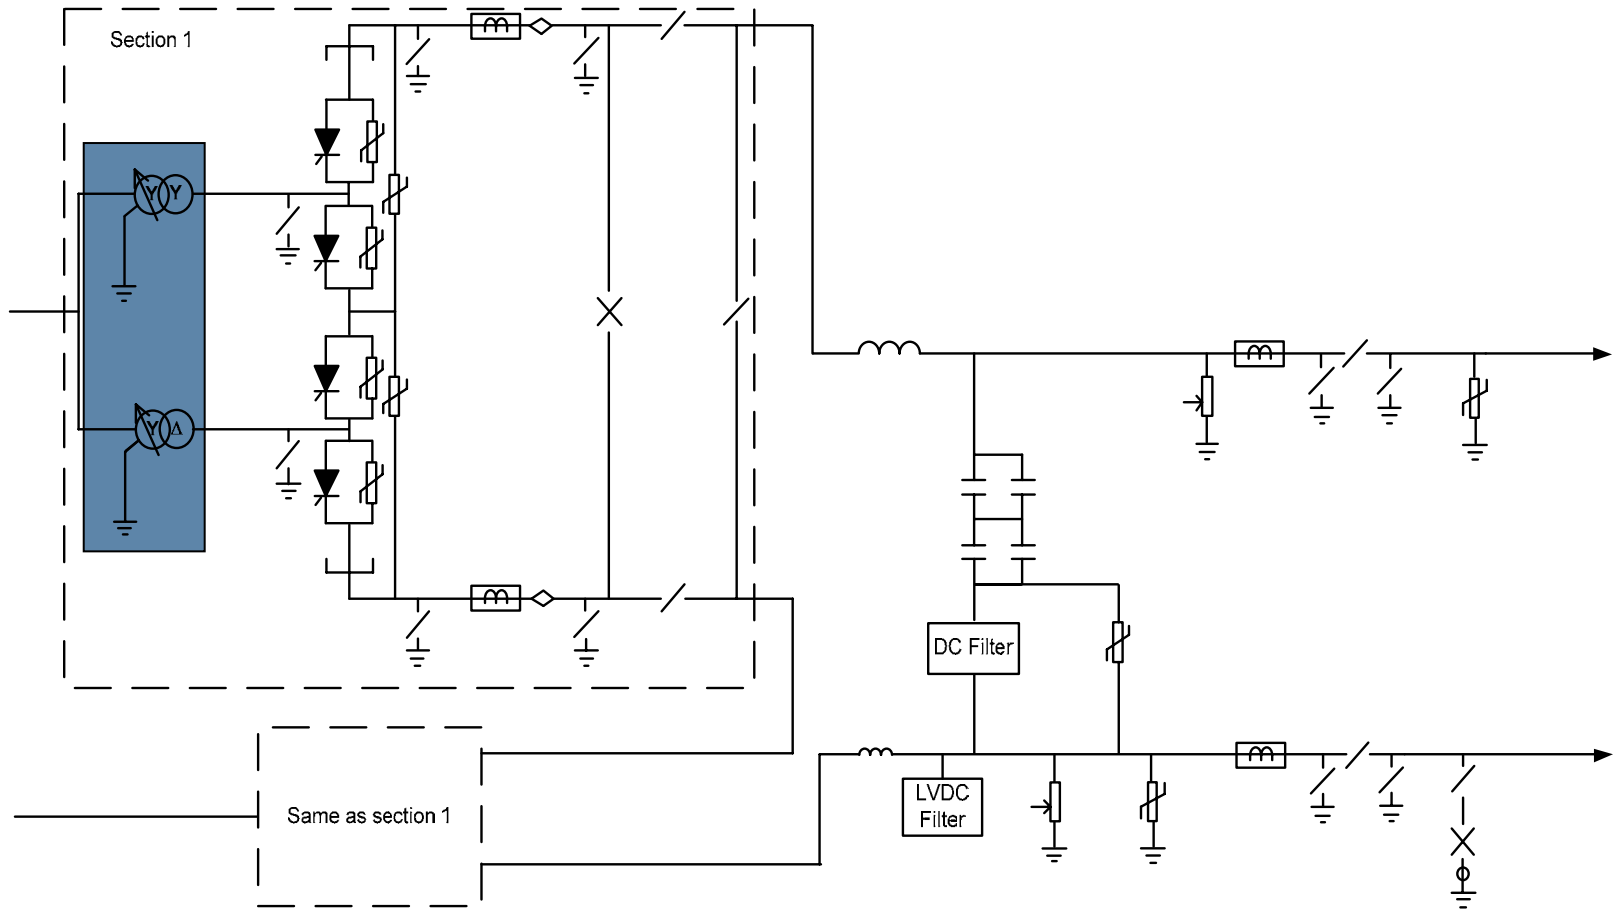 Section 1
Y Y
Y Δ
DC Filter
LVDC
Filter
Same as section 1